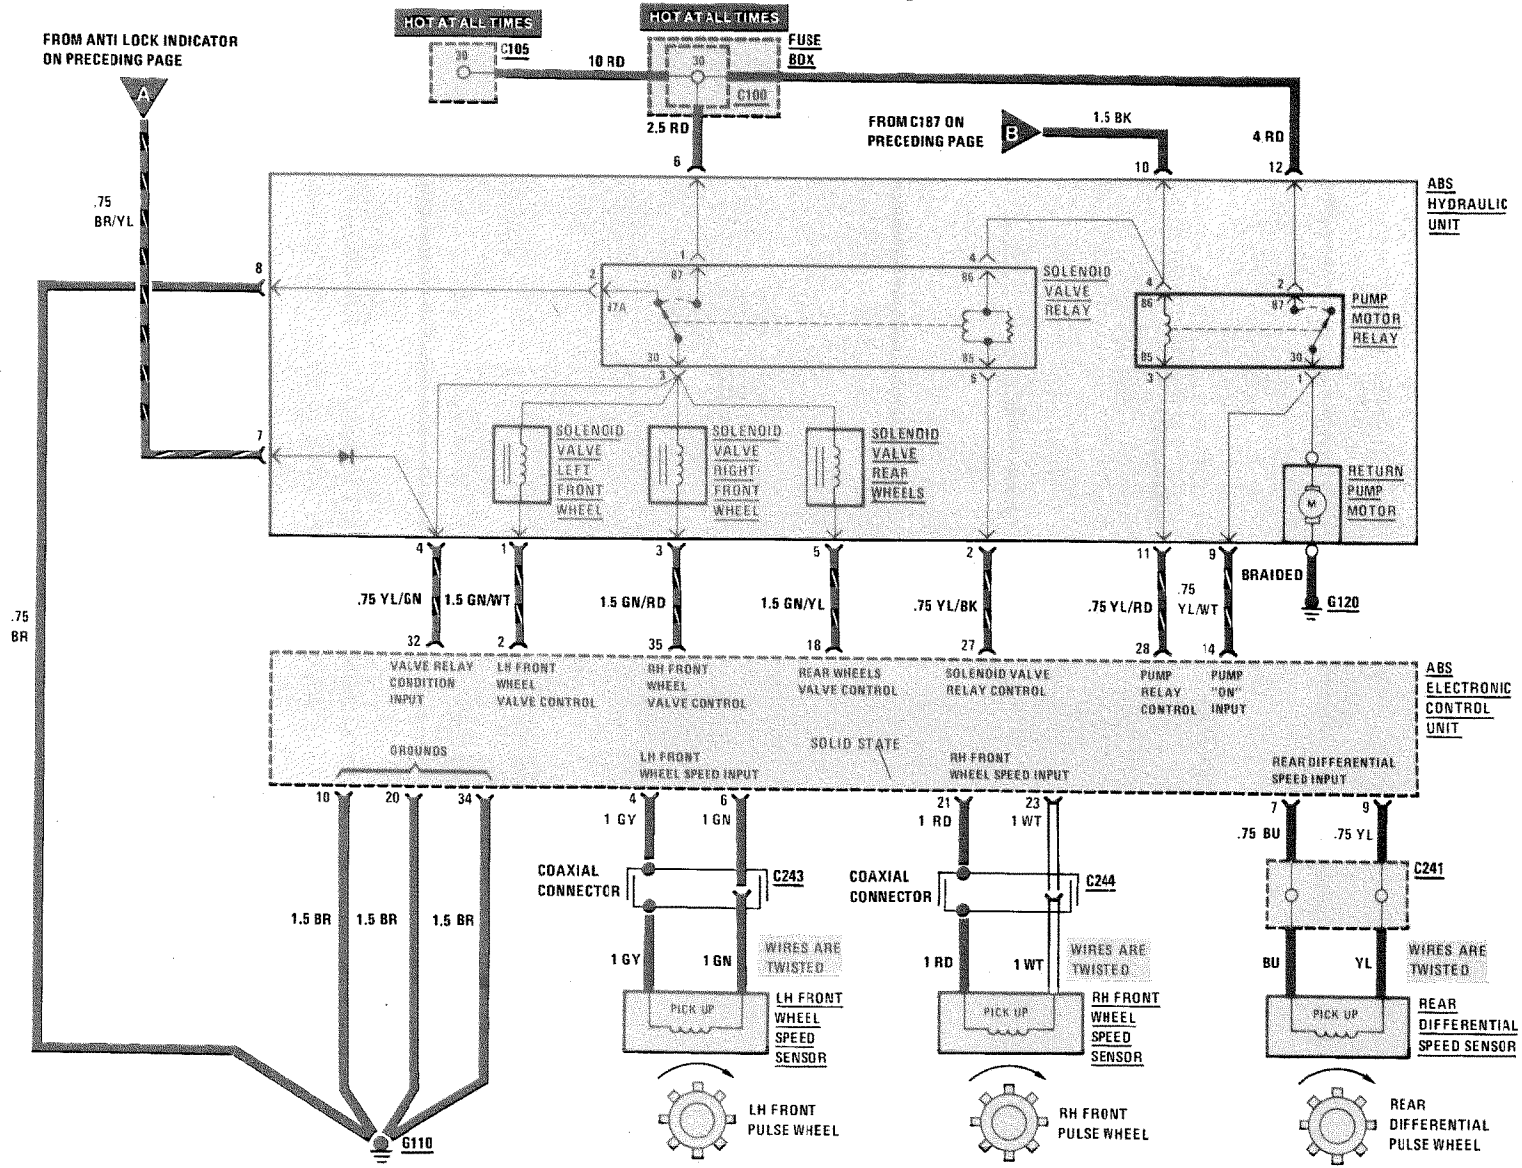 HOT AT ALL TIMES
HOT AT ALL TIMES
FROM ANTI LOCK INDICATOR
ON PRECEDING PAGE
A
30
C105
10 RD
30
C100
FUSE
BOX
2.5 RD
6
FROM C187 ON
PRECEDING PAGE
B
1.5 BK
10
4 RD
12
.75
BR/YL
ABS
HYDRAULIC
UNIT
8
2
87A
1
87
4
86
SOLENOID
VALVE
RELAY
4
86
2
87
PUMP
MOTOR
RELAY
30
3
85
85
3
30
1
7
SOLENOID
VALVE
LEFT
FRONT
WHEEL
SOLENOID
VALVE
RIGHT
FRONT
WHEEL
SOLENOID
VALVE
REAR
WHEELS
RETURN
PUMP
MOTOR
M
4
1
3
5
2
11
9
BRAIDED
G120
.75 YL/GN
1.5 GN/WT
1.5 GN/RD
1.5 GN/YL
.75 YL/BK
.75 YL/RD
.75
YL/WT
32
2
35
18
27
28
14
.75
BR
VALVE RELAY
CONDITION
INPUT
LH FRONT
WHEEL
VALVE CONTROL
RH FRONT
WHEEL
VALVE CONTROL
REAR WHEELS
VALVE CONTROL
SOLENOID VALVE
RELAY CONTROL
PUMP
RELAY
CONTROL
PUMP
"ON"
INPUT
ABS
ELECTRONIC
CONTROL
UNIT
GROUNDS
LH FRONT
WHEEL SPEED INPUT
SOLID STATE
RH FRONT
WHEEL SPEED INPUT
REAR DIFFERENTIAL
SPEED INPUT
10
20
34
4
6
21
23
7
9
1 GY
1 GN
1 RD
1 WT
.75 BU
.75 YL
COAXIAL
CONNECTOR
C243
COAXIAL
CONNECTOR
C244
C241
1.5 BR
1.5 BR
1.5 BR
1 GY
1 GN
WIRES ARE
TWISTED
1 RD
1 WT
WIRES ARE
TWISTED
BU
YL
WIRES ARE
TWISTED
PICK UP
LH FRONT
WHEEL
SPEED
SENSOR
PICK UP
RH FRONT
WHEEL
SPEED
SENSOR
PICK UP
REAR
DIFFERENTIAL
SPEED SENSOR
LH FRONT
PULSE WHEEL
RH FRONT
PULSE WHEEL
REAR
DIFFERENTIAL
PULSE WHEEL
G110